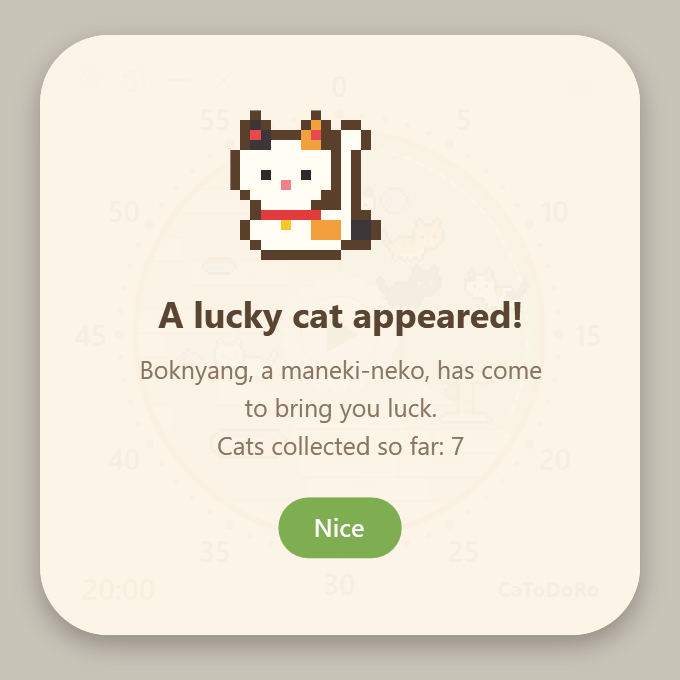 0
55
5
50
10
A lucky cat appeared!
45
15
Boknyang, a maneki-neko, has come
to bring you luck.
Cats collected so far: 7
40
20
Nice
35
25
30
20:00
CaToDoRo